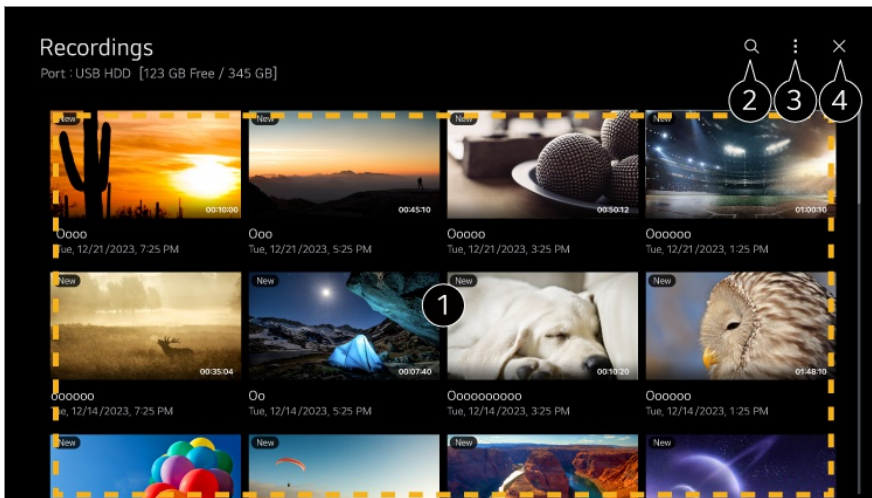 Recordings
Port : USB HDD [123 GB Free / 345 GB]
2 3 4
New New New New
00:10:00 00:45:10 00:50:12 01:00:10
Oooo Ooo Ooooo Oooooo
Tue, 12/21/2023, 7:25 PM Tue, 12/21/2023, 5:25 PM Tue, 12/21/2023, 3:25 PM Tue, 12/21/2023, 1:25 PM
New New New New
1
00:35:04 00:07:40 00:10:20 01:48:10
oooooo Oo Oooooooooo Oooooo
Tue, 12/14/2023, 7:25 PM Tue, 12/14/2023, 5:25 PM Tue, 12/14/2023, 3:25 PM Tue, 12/14/2023, 1:25 PM
New New New New